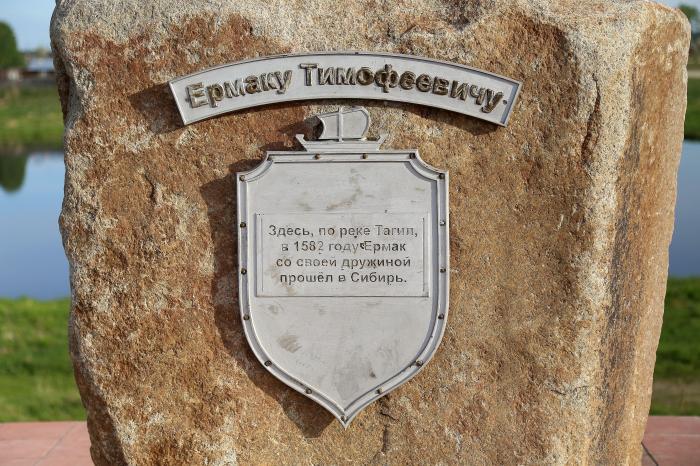 Ермаку Тимофеевичу
Здесь, по реке Тагил,
в 1582 году Ермак
со своей дружиной
прошёл в Сибирь.